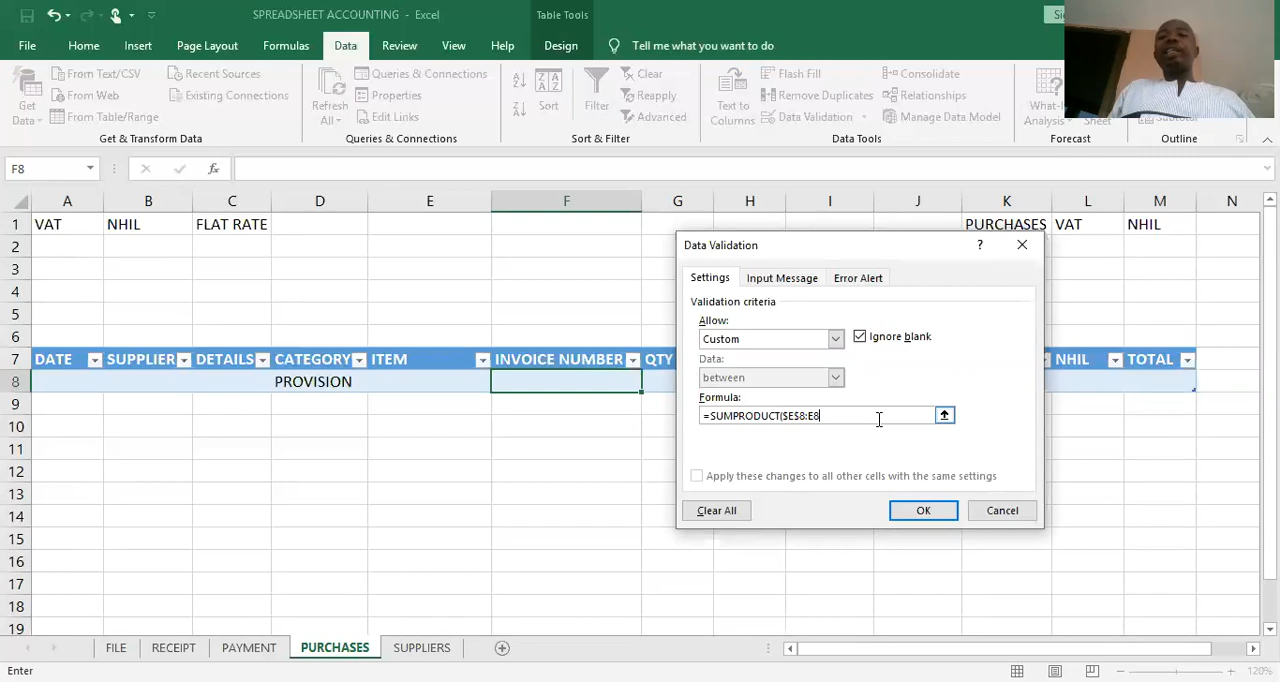 SPREADSHEET ACCOUNTING - Excel
Table Tools
File Home Insert Page Layout Formulas Data Review View Help Design Tell me what you want to do
Get Data
From Text/CSV
From Web
From Table/Range
Recent Sources
Existing Connections
Get & Transform Data
Refresh All
Queries & Connections
Properties
Edit Links
Queries & Connections
Sort
Filter
Clear
Reapply
Advanced
Sort & Filter
Text to Columns
Flash Fill
Remove Duplicates
Data Validation
Consolidate
Relationships
Manage Data Model
Data Tools
What-If Analysis
Forecast
Outline
F8 fx
A B C D E F G H I J K L M N
1 VAT NHIL FLAT RATE PURCHASES VAT NHIL
2
3
4
5
6
7 DATE SUPPLIER DETAILS CATEGORY ITEM INVOICE NUMBER QTY NHIL TOTAL
8 PROVISION
9
10
11
12
13
14
15
16
17
18
19
Data Validation ?
Settings Input Message Error Alert
Validation criteria
Allow:
Custom Ignore blank
Data:
between
Formula:
=SUMPRODUCT($E$8:E8
Apply these changes to all other cells with the same settings
Clear All OK Cancel
FILE RECEIPT PAYMENT PURCHASES SUPPLIERS
Enter 120%